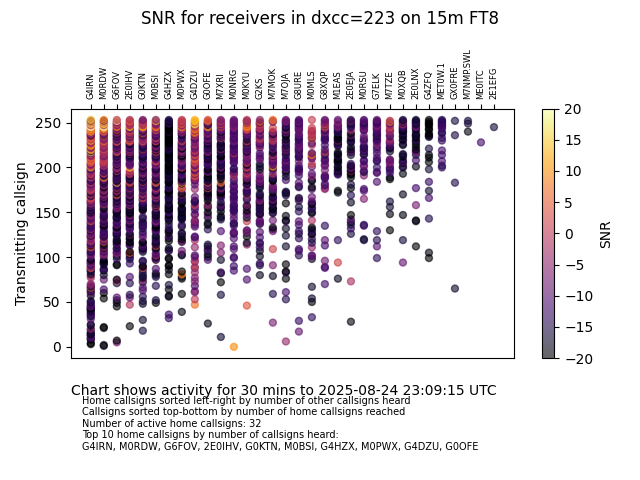 SNR for receivers in dxcc=223 on 15m FT8
G4IRN M0RDW G6FOV 2E0IHV G0KTN M0BSI G4HZX M0PWX G4DZU G0OFE M7XRI M0NRG M0KYU G2KS M7MOK M7OJA G8URE M0MLS G8XQP M1EAS 2E0EJA M0RSU G7ELK M7TZE M0XQB 2E0LNX G4ZFQ MET0W.1 GX0FRE M7NMP.SWL ME0ITC 2E1EFG
Transmitting callsign
250
200
150
100
50
0
20
15
10
5
0
−5
−10
−15
−20
SNR
Chart shows activity for 30 mins to 2025-08-24 23:09:15 UTC
Home callsigns sorted left-right by number of other callsigns heard
Callsigns sorted top-bottom by number of home callsigns reached
Number of active home callsigns: 32
Top 10 home callsigns by number of callsigns heard:
G4IRN, M0RDW, G6FOV, 2E0IHV, G0KTN, M0BSI, G4HZX, M0PWX, G4DZU, G0OFE